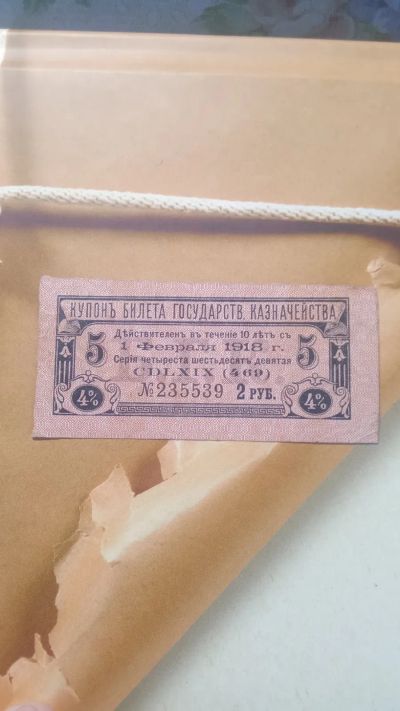 КУПОНЪ БИЛЕТА ГОСУДАРСТВ. КАЗНАЧЕЙСТВА
Дѣйствителенъ въ теченіе 10 лѣтъ съ
5 1 Февраля 1918 г. 5
Серія четыреста шестьдесятъ девятая
CDLXIX (469)
№235539 2 РУБ.
4% 4%